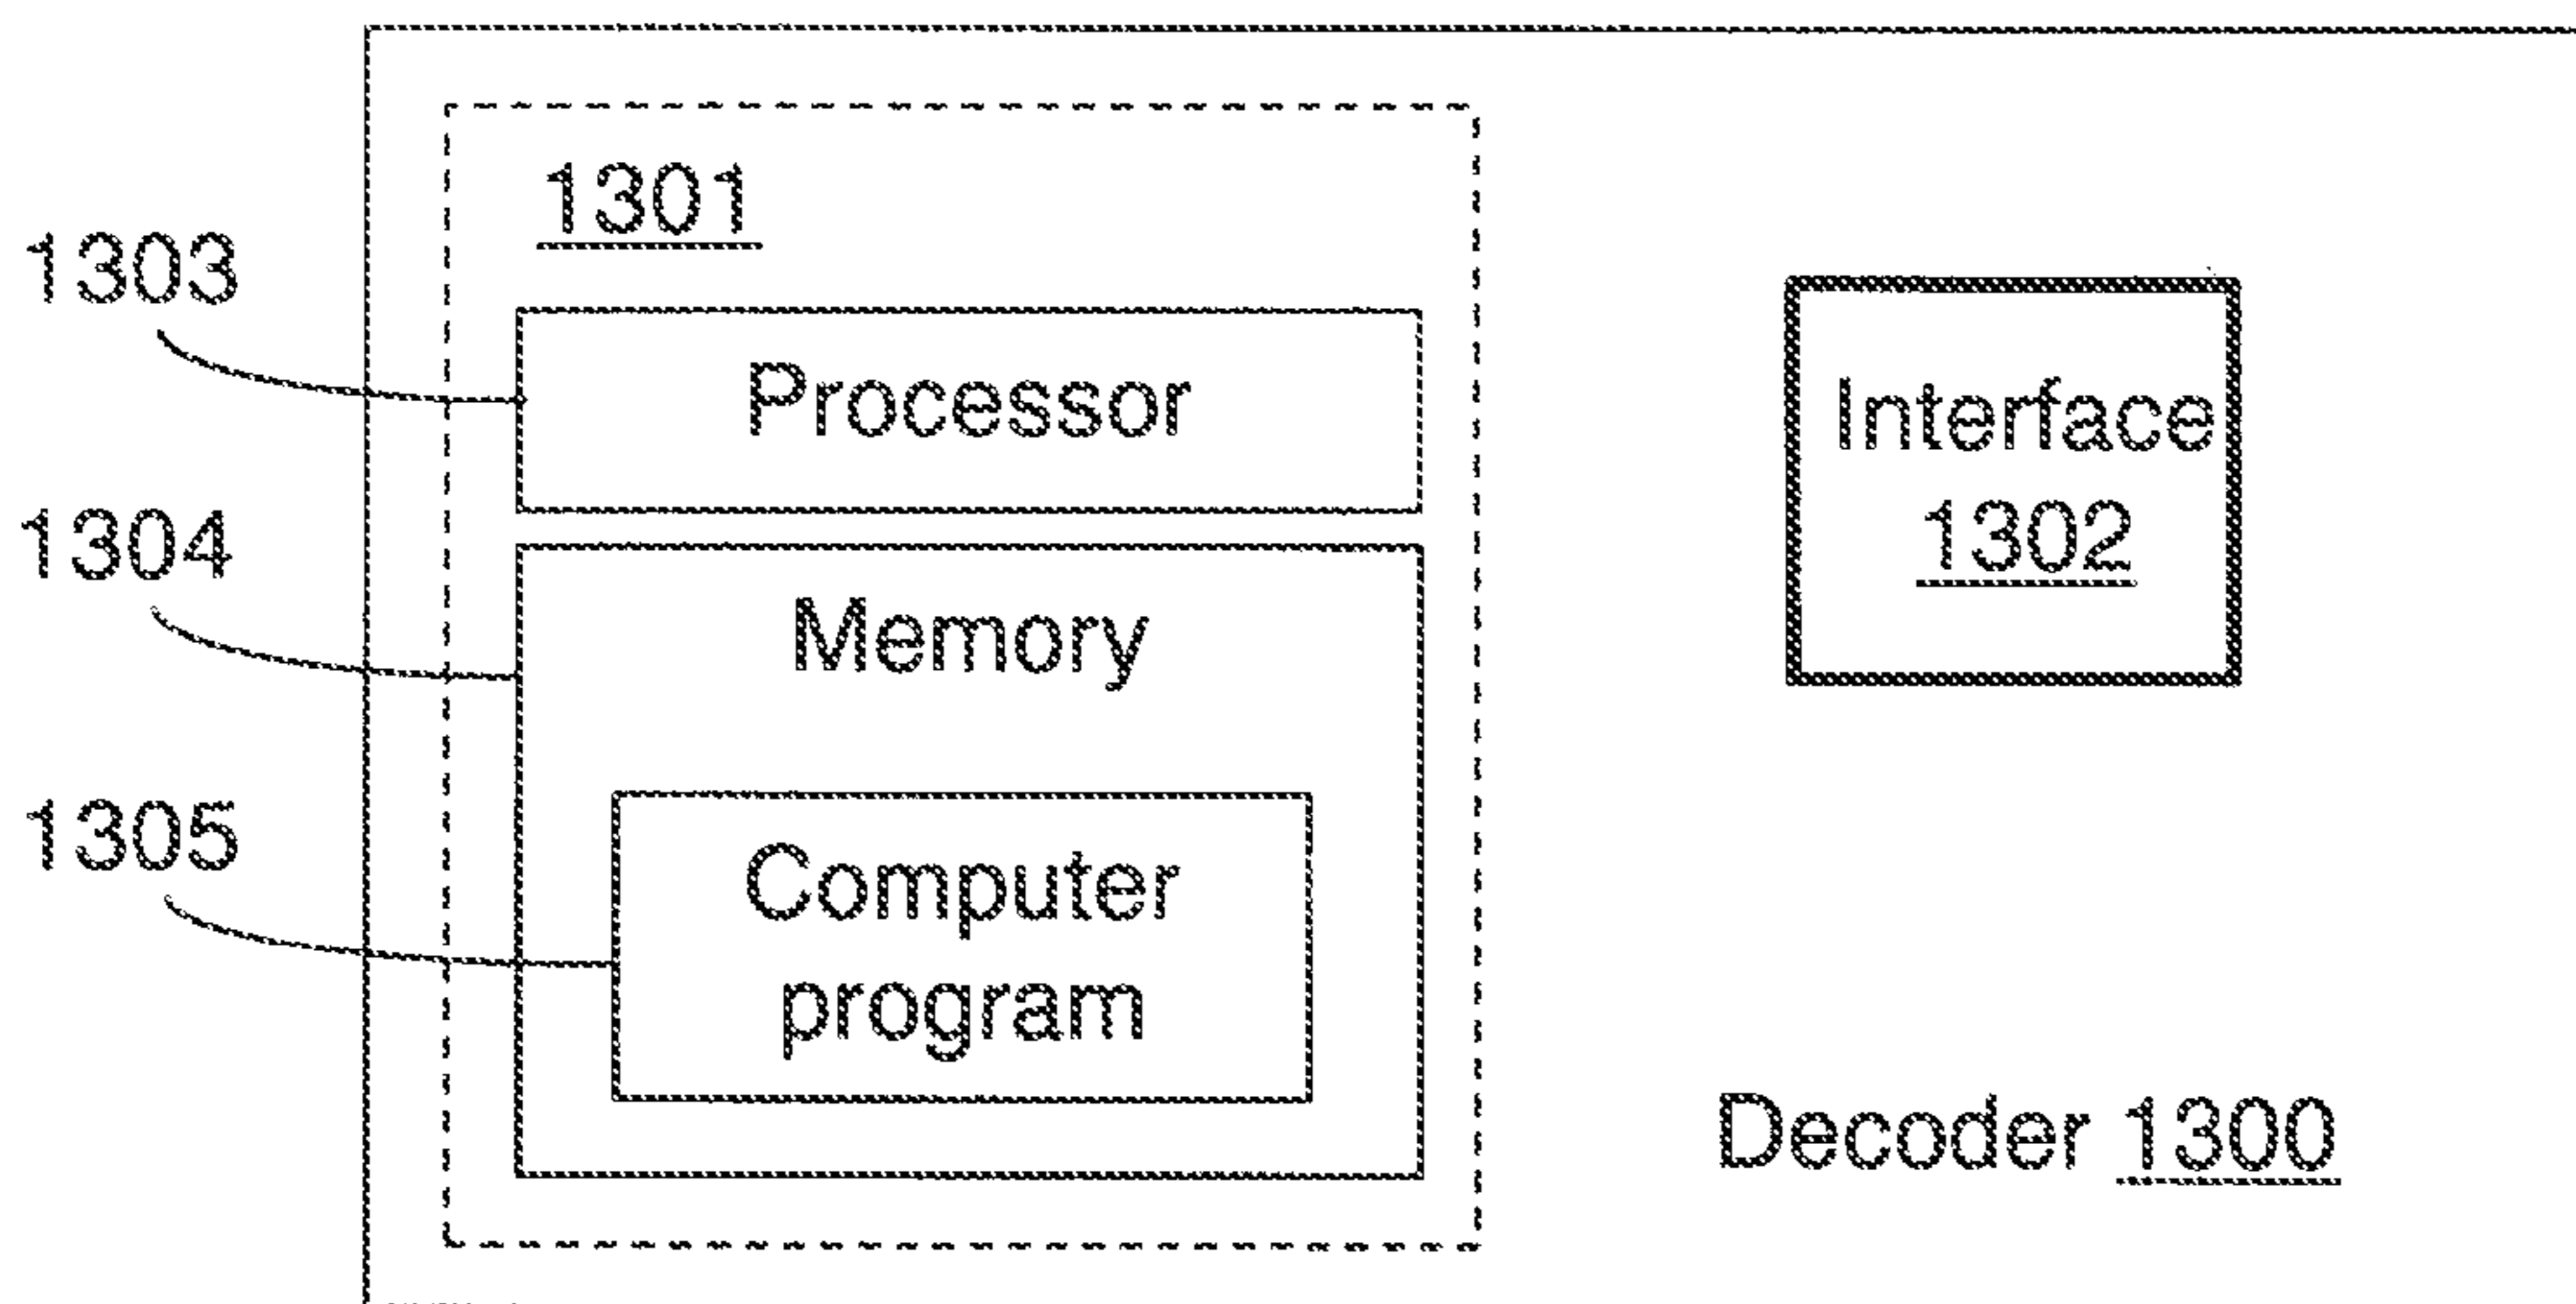 1301
1303
Processor
Interface
1302
1304
Memory
1305
Computer
program
Decoder 1300